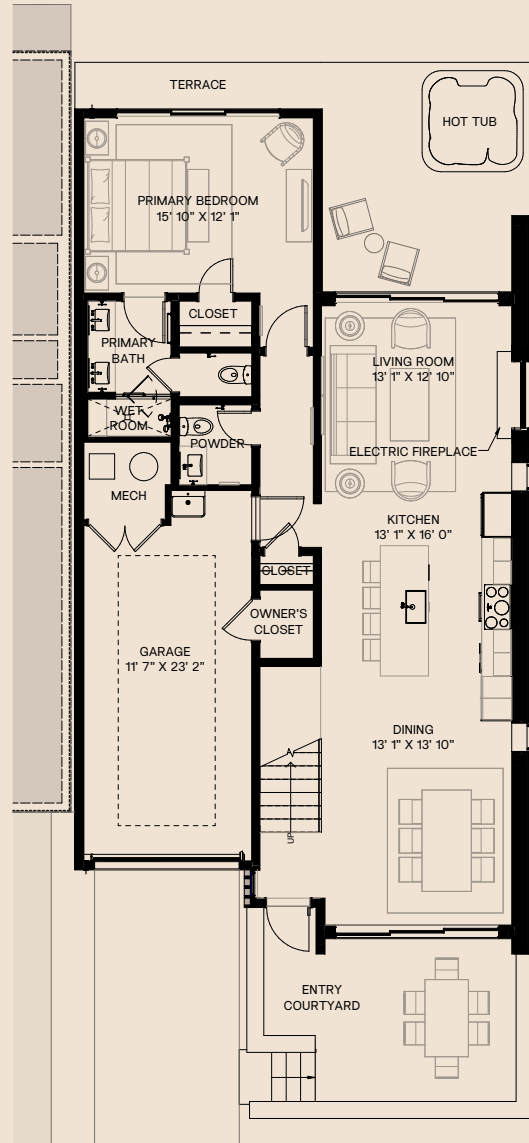 TERRACE
HOT TUB
PRIMARY BEDROOM
15' 10" X 12' 1"
CLOSET
PRIMARY
BATH
LIVING ROOM
13' 1" X 12' 10"
WET
ROOM
POWDER
ELECTRIC FIREPLACE
MECH
KITCHEN
13' 1" X 16' 0"
CLOSET
OWNER'S
CLOSET
GARAGE
11' 7" X 23' 2"
DINING
13' 1" X 13' 10"
UP
ENTRY
COURTYARD